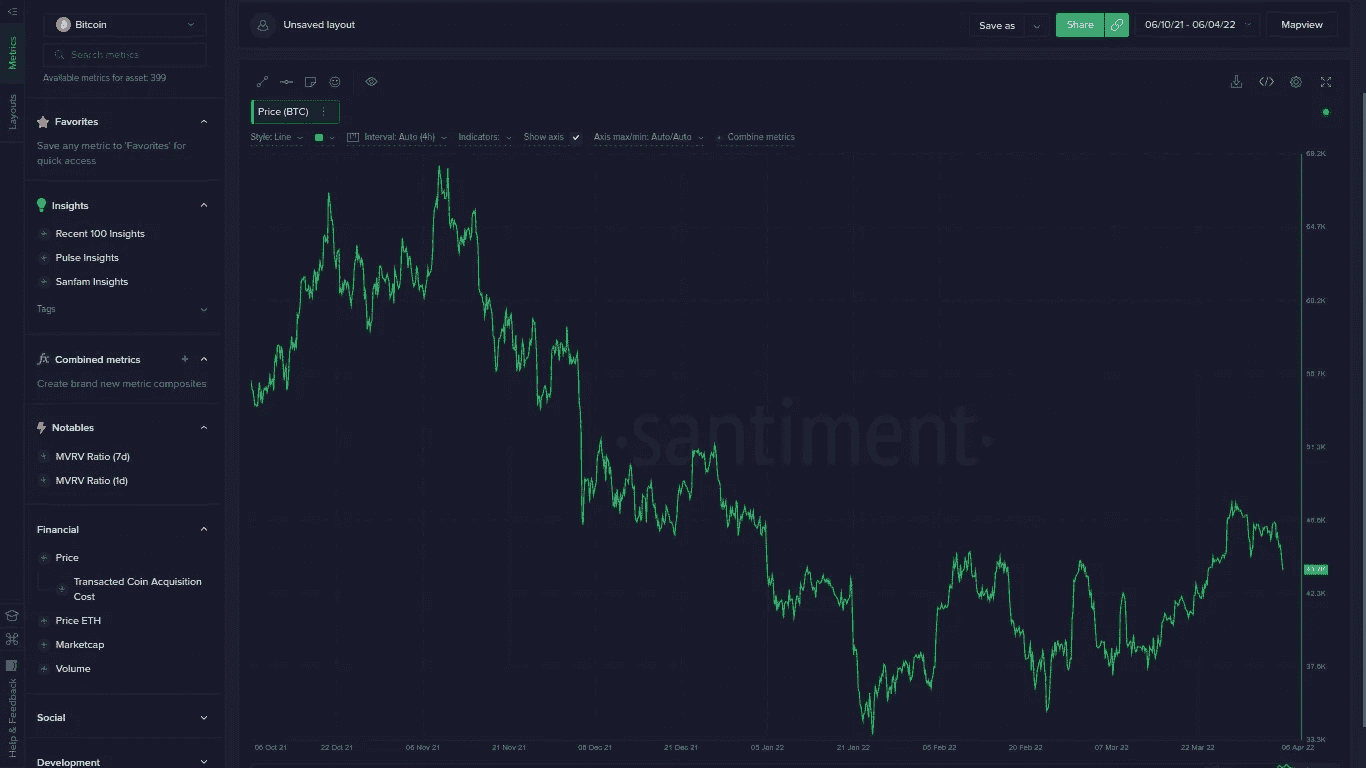 Bitcoin
Search metrics
Available metrics for asset: 399
Favorites
Save any metric to 'Favorites' for
quick access
Insights
Recent 100 Insights
Pulse Insights
Sanfam Insights
Tags
fx Combined metrics +
Create brand new metric composites
Notables
MVRV Ratio (7d)
MVRV Ratio (1d)
Financial
Price
Transacted Coin Acquisition
Cost
Price ETH
Marketcap
Volume
Social
Development
Metrics
Layouts
Help & Feedback
Unsaved layout
Save as
Share
06/10/21 - 06/04/22
Mapview
Price (BTC)
Style: Line
Interval: Auto (4h)
Indicators:
Show axis
Axis max/min: Auto/Auto
+ Combine metrics
·santiment·
69.2K
64.7K
60.2K
55.7K
51.3K
46.8K
42.3K
37.8K
33.3K
06 Oct 21
22 Oct 21
06 Nov 21
21 Nov 21
08 Dec 21
21 Dec 21
05 Jan 22
21 Jan 22
05 Feb 22
20 Feb 22
07 Mar 22
22 Mar 22
06 Apr 22